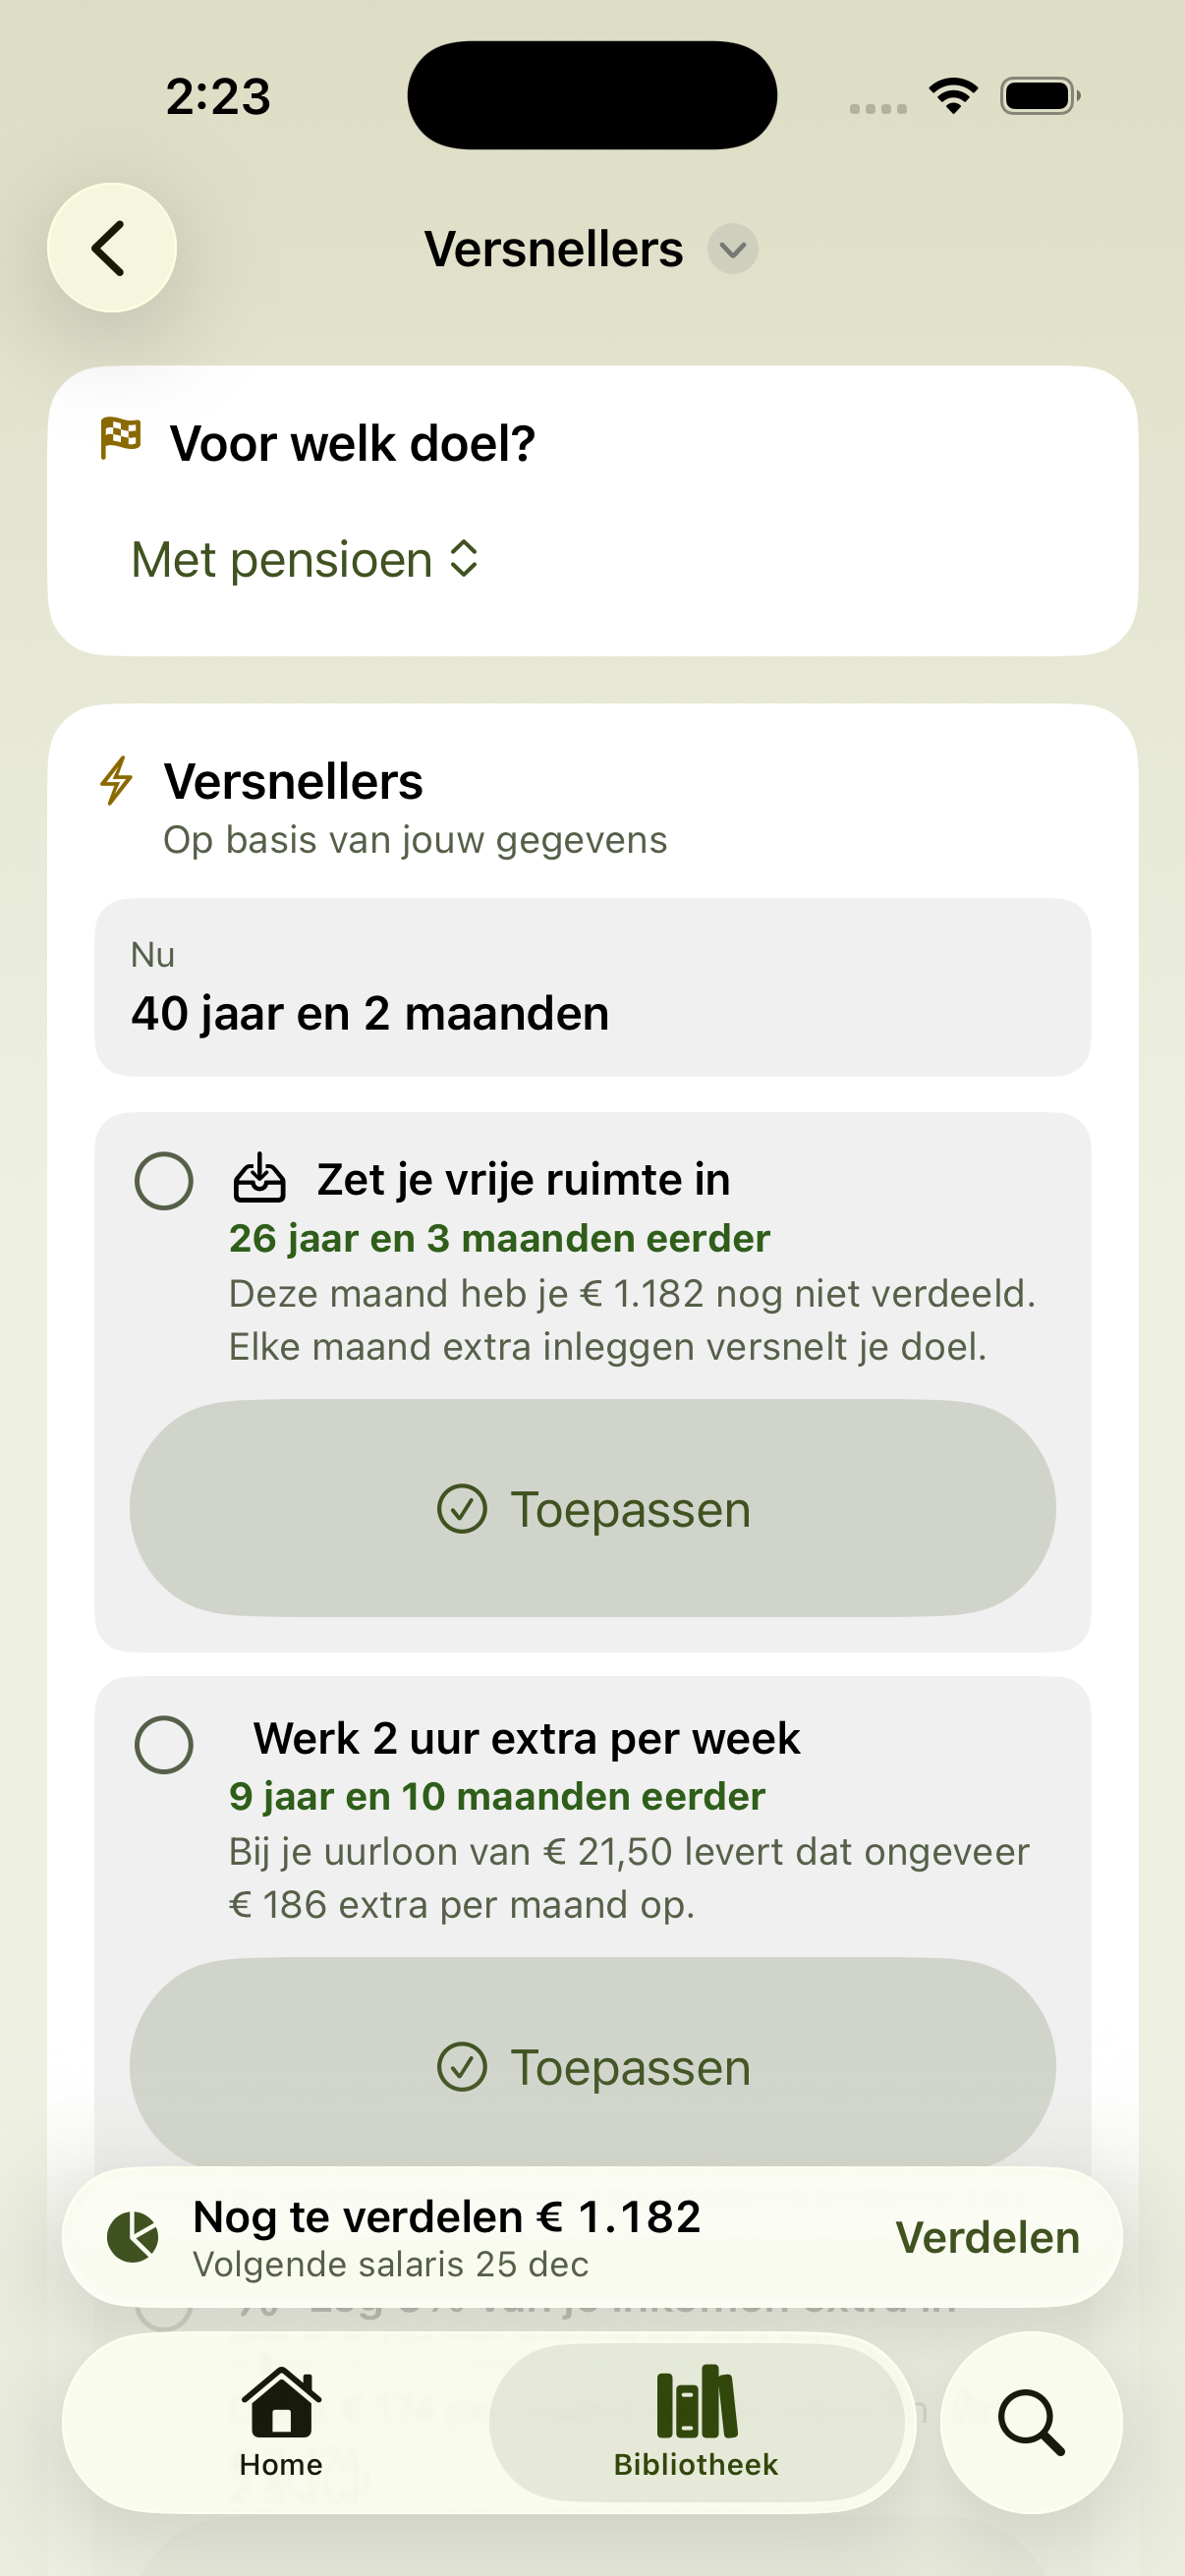 2:23
Versnellers
Voor welk doel?
Met pensioen
Versnellers
Op basis van jouw gegevens
Nu
40 jaar en 2 maanden
Zet je vrije ruimte in
26 jaar en 3 maanden eerder
Deze maand heb je € 1.182 nog niet verdeeld.
Elke maand extra inleggen versnelt je doel.
Toepassen
Werk 2 uur extra per week
9 jaar en 10 maanden eerder
Bij je uurloon van € 21,50 levert dat ongeveer
€ 186 extra per maand op.
Toepassen
Nog te verdelen € 1.182
Volgende salaris 25 dec
Verdelen
Home
Bibliotheek